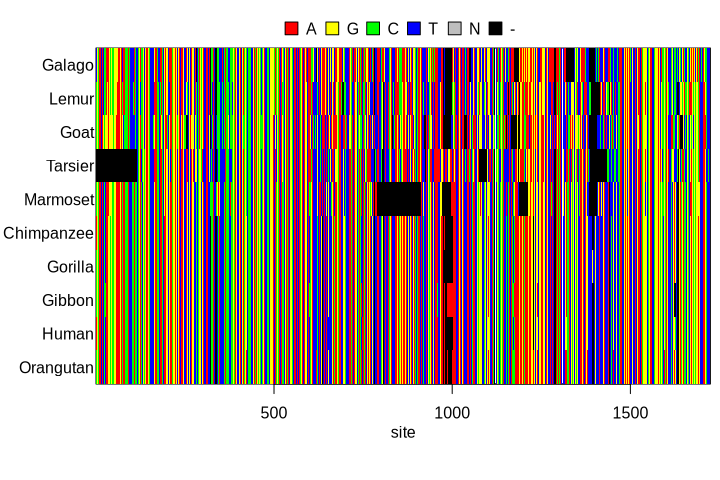 A G C T N -
Galago
Lemur
Goat
Tarsier
Marmoset
Chimpanzee
Gorilla
Gibbon
Human
Orangutan
500 1000 1500
site